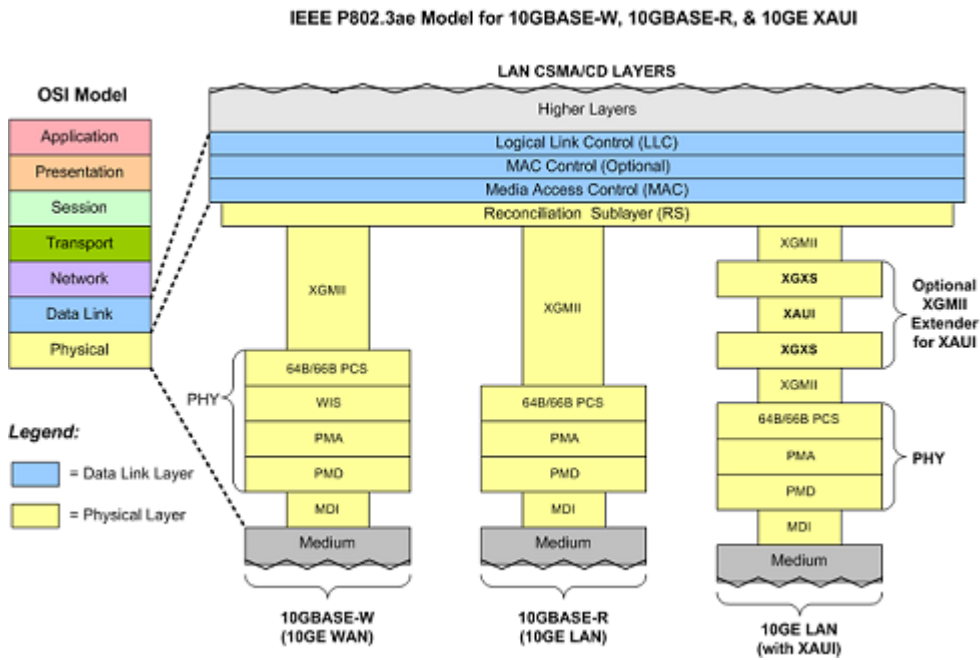 IEEE P802.3ae Model for 10GBASE-W, 10GBASE-R, & 10GE XAUI
LAN CSMA/CD LAYERS
OSI Model
Application
Presentation
Session
Transport
Network
Data Link
Physical
Higher Layers
Logical Link Control (LLC)
MAC Control (Optional)
Media Access Control (MAC)
Reconciliation Sublayer (RS)
XGMII
PHY
64B/66B PCS
WIS
PMA
PMD
MDI
Medium
10GBASE-W
(10GE WAN)
XGMII
64B/66B PCS
PMA
PMD
MDI
Medium
10GBASE-R
(10GE LAN)
XGMII
XGXS
XAUI
XGXS
Optional
XGMII
Extender
for XAUI
XGMII
64B/66B PCS
PMA
PMD
PHY
MDI
Medium
10GE LAN
(with XAUI)
Legend:
= Data Link Layer
= Physical Layer